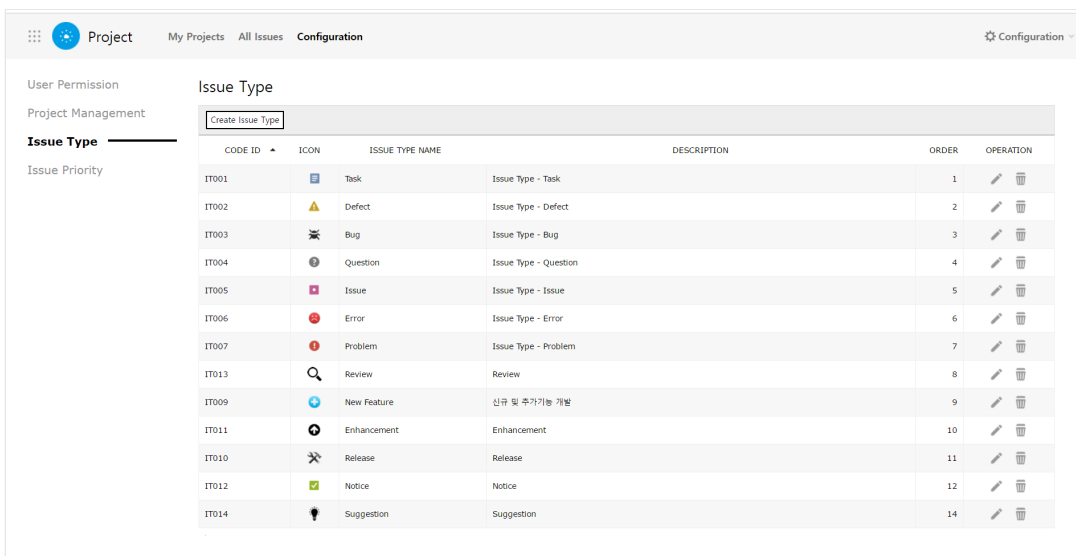 Project My Projects All Issues Configuration Configuration
User Permission
Project Management
Issue Type
Issue Priority
Issue Type
Create Issue Type
CODE ID ICON ISSUE TYPE NAME DESCRIPTION ORDER OPERATION
IT001 Task Issue Type - Task 1
IT002 Defect Issue Type - Defect 2
IT003 Bug Issue Type - Bug 3
IT004 Question Issue Type - Question 4
IT005 Issue Issue Type - Issue 5
IT006 Error Issue Type - Error 6
IT007 Problem Issue Type - Problem 7
IT013 Review Review 8
IT009 New Feature 신규 및 추가기능 개발 9
IT011 Enhancement Enhancement 10
IT010 Release Release 11
IT012 Notice Notice 12
IT014 Suggestion Suggestion 14